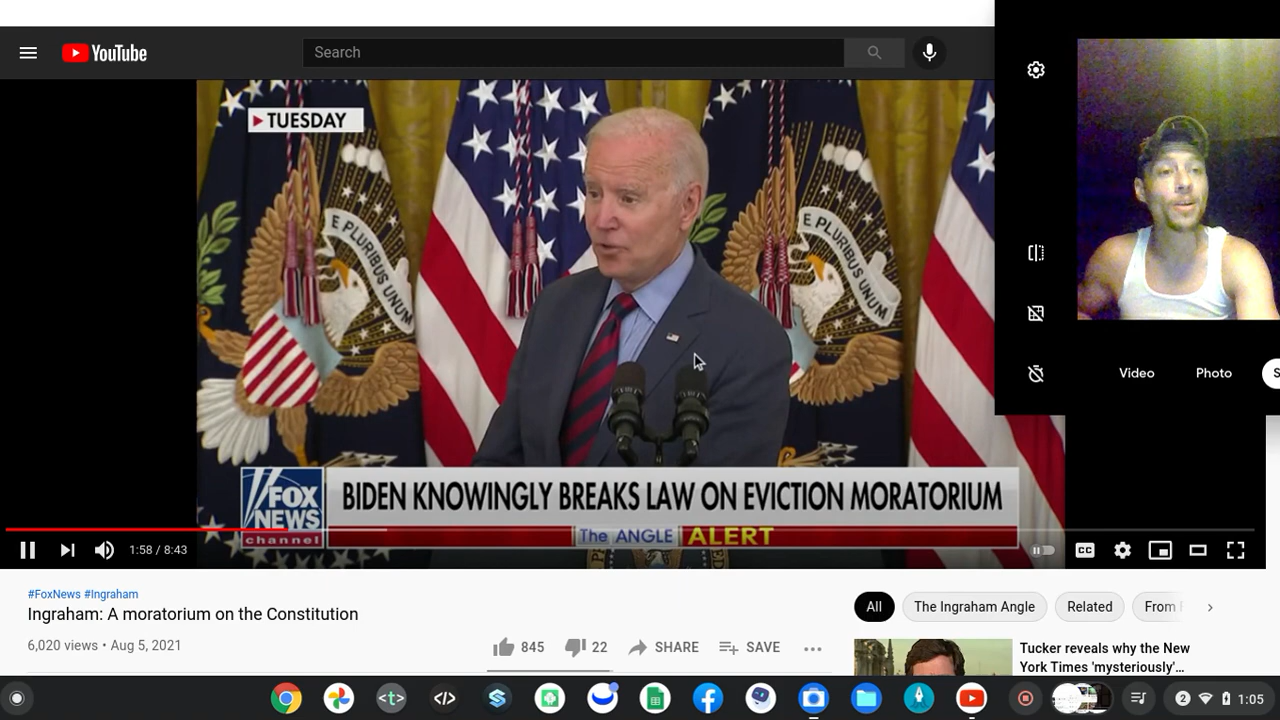 YouTube
Search
TUESDAY
E PLURIBUS UNUM
E PLURIBUS UNUM
Video
Photo
S
BIDEN KNOWINGLY BREAKS LAW ON EVICTION MORATORIUM
FOX
NEWS
channel
The ANGLE ALERT
1:58 / 8:43
CC
#FoxNews #Ingraham
Ingraham: A moratorium on the Constitution
6,020 views • Aug 5, 2021
845
22
SHARE
SAVE
All
The Ingraham Angle
Related
From F
Tucker reveals why the New
York Times 'mysteriously'...
<t>
</>
2
1:05